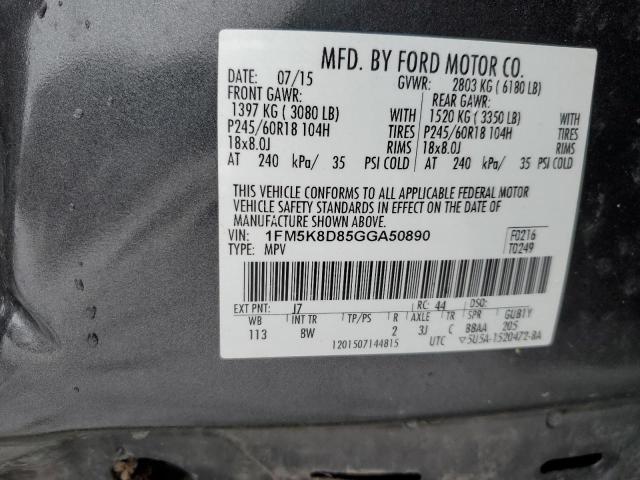 MFD. BY FORD MOTOR CO.
DATE: 07/15 GVWR: 2803 KG ( 6180 LB)
FRONT GAWR: REAR GAWR:
1397 KG ( 3080 LB) WITH 1520 KG ( 3350 LB) WITH
P245/60R18 104H TIRES P245/60R18 104H TIRES
18x8.0J RIMS 18x8.0J RIMS
AT 240 kPa/ 35 PSI COLD AT 240 kPa/ 35 PSI COLD
THIS VEHICLE CONFORMS TO ALL APPLICABLE FEDERAL MOTOR
VEHICLE SAFETY STANDARDS IN EFFECT ON THE DATE OF
MANUFACTURE SHOWN ABOVE.
VIN: 1FM5K8D85GGA50890 F0216
TYPE: MPV T0249
EXT PNT: J7 RC: 44 DSO:
WB INT TR TP/PS R AXLE TR SPR GUB1Y
113 BW 2 3J C BBAA 205
1201507144815 UTC ▽5U5A-1520472-BA